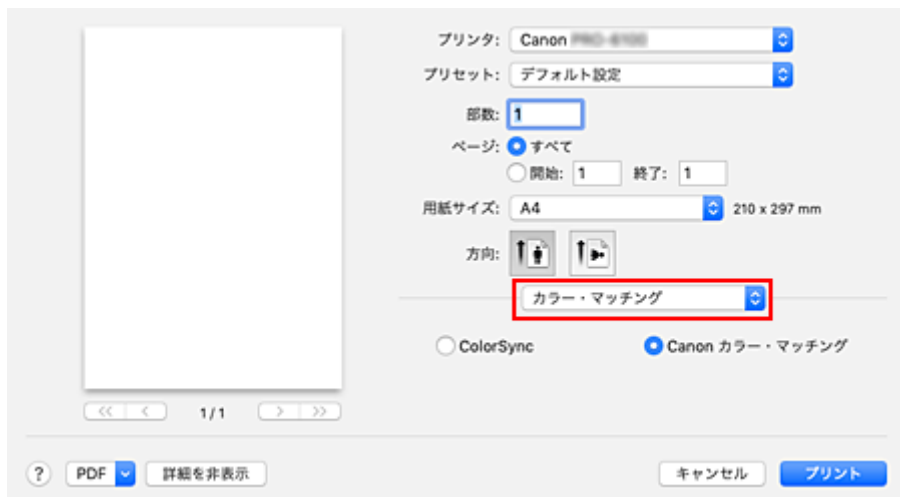 プリンタ: Canon
プリセット: デフォルト設定
部数: 1
ページ: すべて
開始: 1 終了: 1
用紙サイズ: A4 210 x 297 mm
方向:
カラー・マッチング
ColorSync Canon カラー・マッチング
<< < 1/1 > >>
? PDF 詳細を非表示 キャンセル プリント